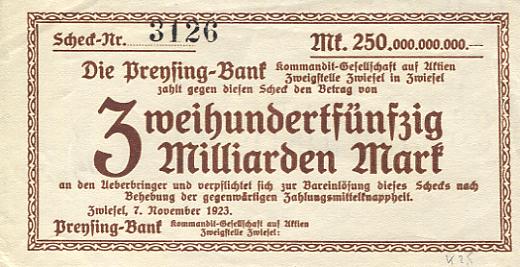 Scheck-Nr. 3126 Mk. 250.000.000.000.—
Die Preysing-Bank Kommandit-Gesellschaft auf Aktien
Zweigstelle Zwiesel in Zwiesel
zahlt gegen diesen Scheck den Betrag von
Zweihundertfünfzig
Milliarden Mark
an den Ueberbringer und verpflichtet sich zur Bareinlösung dieses Schecks nach
Behebung der gegenwärtigen Zahlungsmittelknappheit.
Zwiesel, 7. November 1923.
Preysing-Bank Kommandit-Gesellschaft auf Aktien
Zweigstelle Zwiesel: